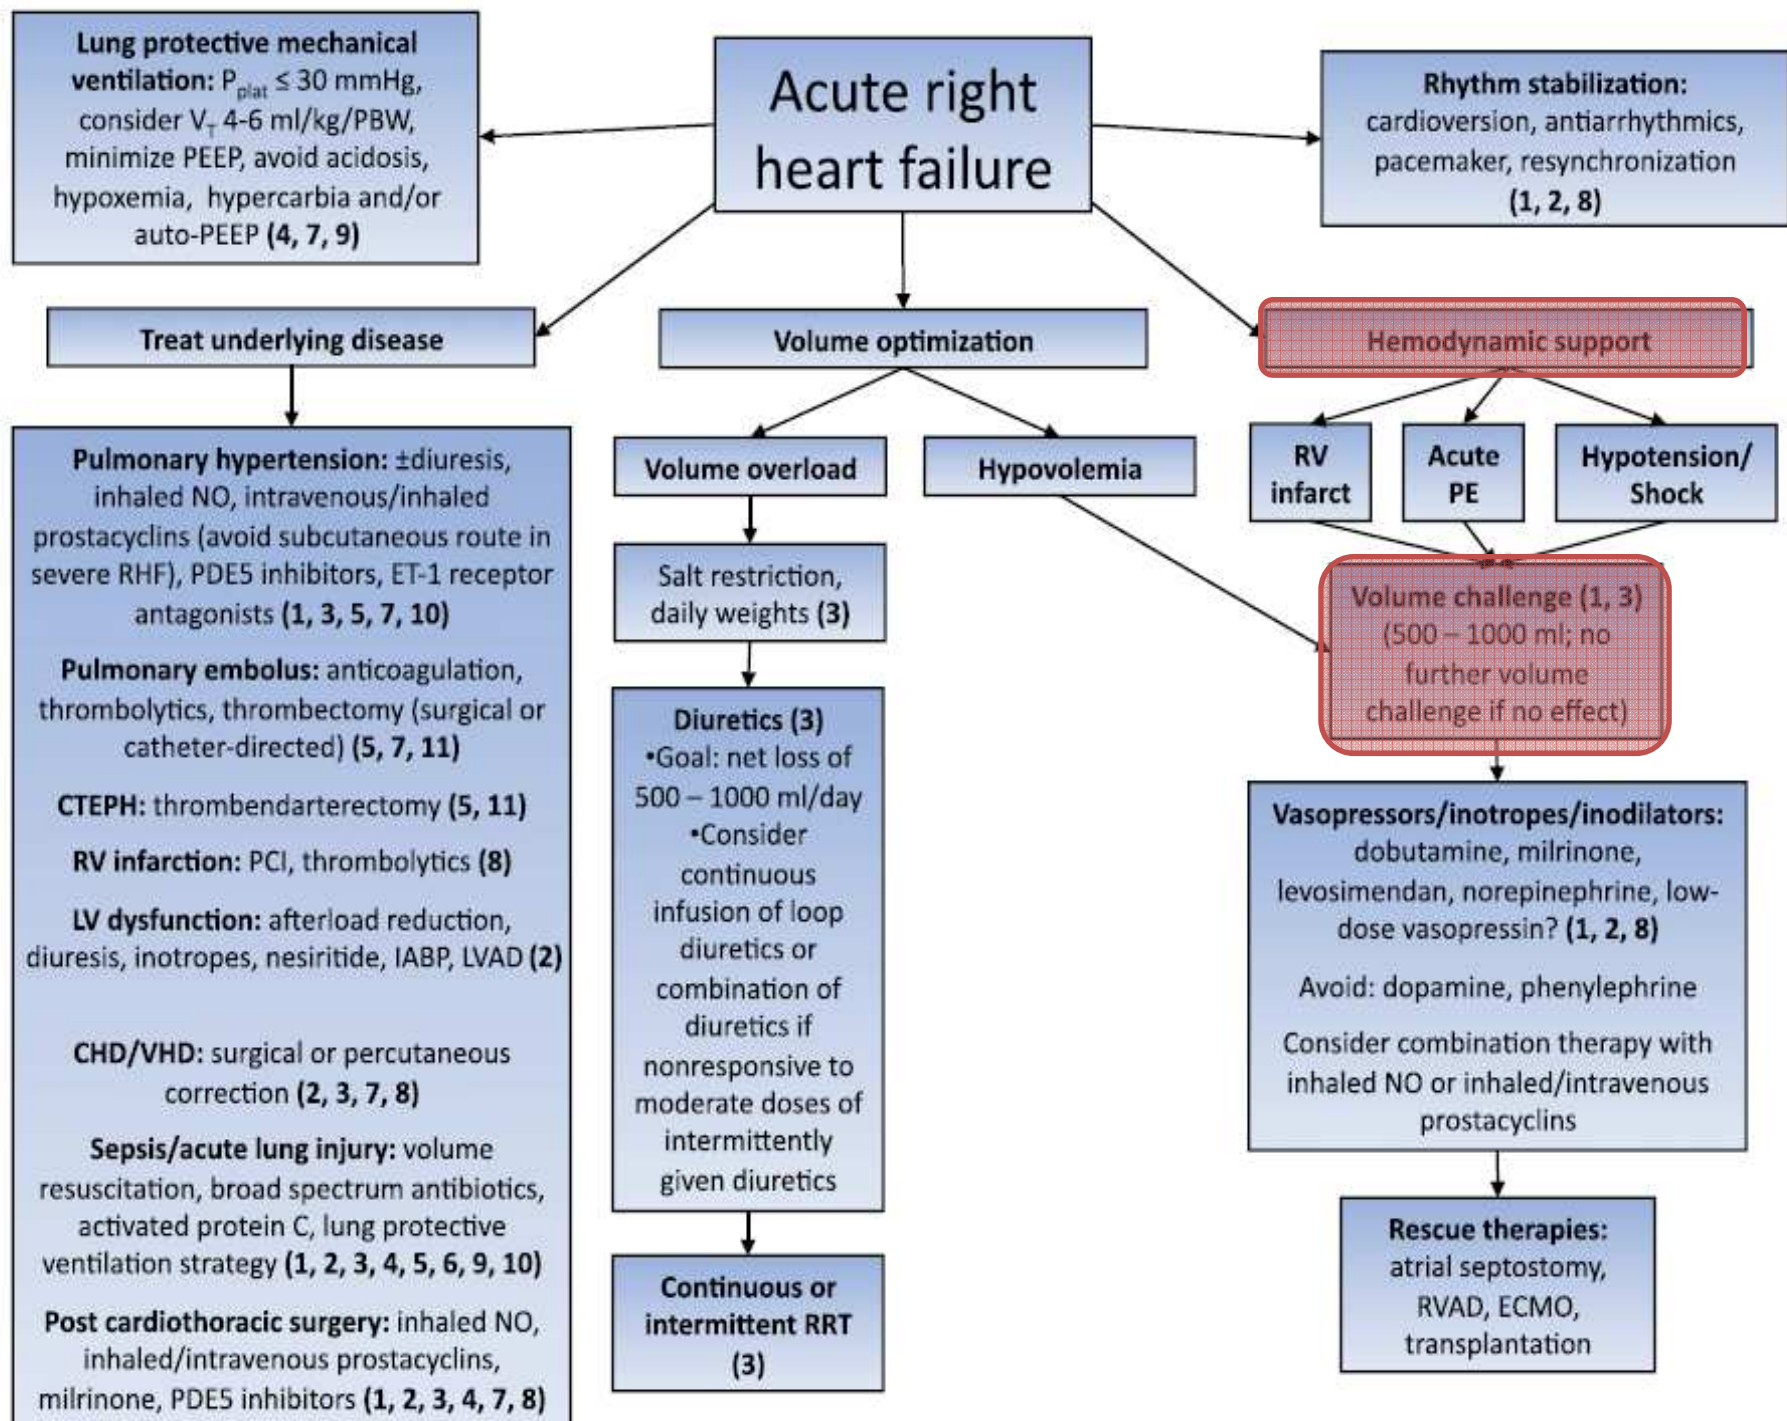 Lung protective mechanical
ventilation: Pplat ≤ 30 mmHg,
consider VT 4-6 ml/kg/PBW,
minimize PEEP, avoid acidosis,
hypoxemia, hypercarbia and/or
auto-PEEP (4, 7, 9)
Acute right
heart failure
Rhythm stabilization:
cardioversion, antiarrhythmics,
pacemaker, resynchronization
(1, 2, 8)
Treat underlying disease
Volume optimization
Hemodynamic support
Pulmonary hypertension: ±diuresis,
inhaled NO, intravenous/inhaled
prostacyclins (avoid subcutaneous route in
severe RHF), PDE5 inhibitors, ET-1 receptor
antagonists (1, 3, 5, 7, 10)
Pulmonary embolus: anticoagulation,
thrombolytics, thrombectomy (surgical or
catheter-directed) (5, 7, 11)
CTEPH: thrombendarterectomy (5, 11)
RV infarction: PCI, thrombolytics (8)
LV dysfunction: afterload reduction,
diuresis, inotropes, nesiritide, IABP, LVAD (2)
CHD/VHD: surgical or percutaneous
correction (2, 3, 7, 8)
Sepsis/acute lung injury: volume
resuscitation, broad spectrum antibiotics,
activated protein C, lung protective
ventilation strategy (1, 2, 3, 4, 5, 6, 9, 10)
Post cardiothoracic surgery: inhaled NO,
inhaled/intravenous prostacyclins,
milrinone, PDE5 inhibitors (1, 2, 3, 4, 7, 8)
Volume overload
Hypovolemia
Salt restriction,
daily weights (3)
Diuretics (3)
•Goal: net loss of
500 – 1000 ml/day
•Consider
continuous
infusion of loop
diuretics or
combination of
diuretics if
nonresponsive to
moderate doses of
intermittently
given diuretics
Continuous or
intermittent RRT
(3)
RV
infarct
Acute
PE
Hypotension/
Shock
Volume challenge (1, 3)
(500 – 1000 ml; no
further volume
challenge if no effect)
Vasopressors/inotropes/inodilators:
dobutamine, milrinone,
levosimendan, norepinephrine, low-
dose vasopressin? (1, 2, 8)
Avoid: dopamine, phenylephrine
Consider combination therapy with
inhaled NO or inhaled/intravenous
prostacyclins
Rescue therapies:
atrial septostomy,
RVAD, ECMO,
transplantation